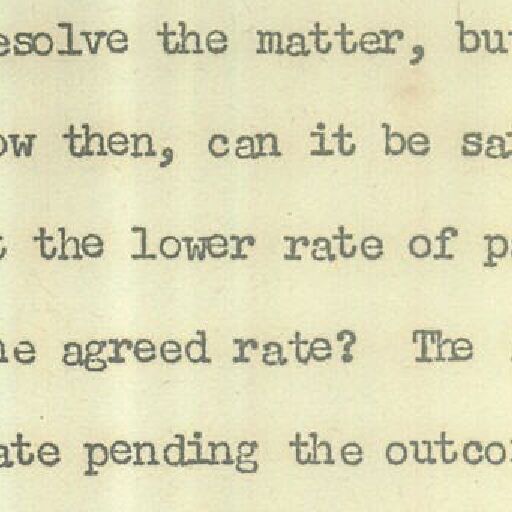 esolve the matter, bu
ow then, can it be sa
t the lower rate of p
he agreed rate?  The
ate pending the outco